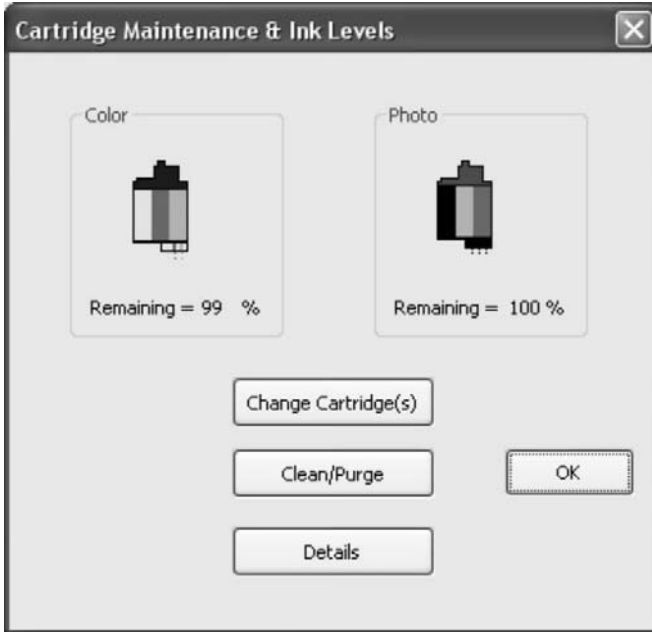 Cartridge Maintenance & Ink Levels
Color
Photo
Remaining = 99 %
Remaining = 100 %
Change Cartridge(s)
Clean/Purge
OK
Details